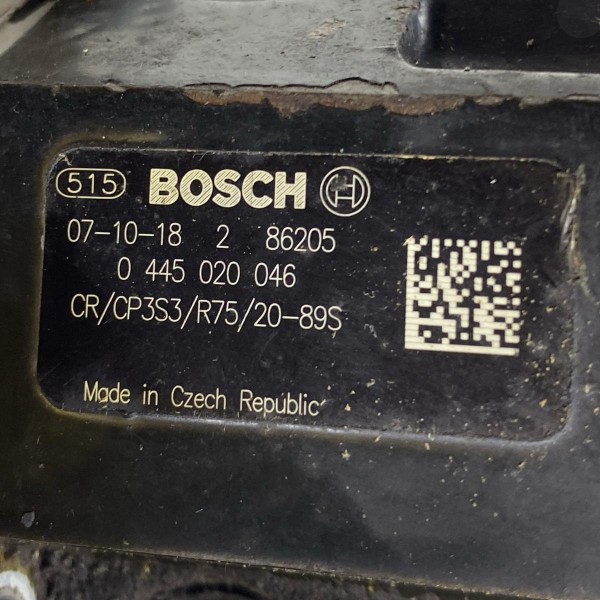 515 BOSCH
07-10-18 2 86205
0 445 020 046
CR/CP3S3/R75/20-89S
Made in Czech Republic